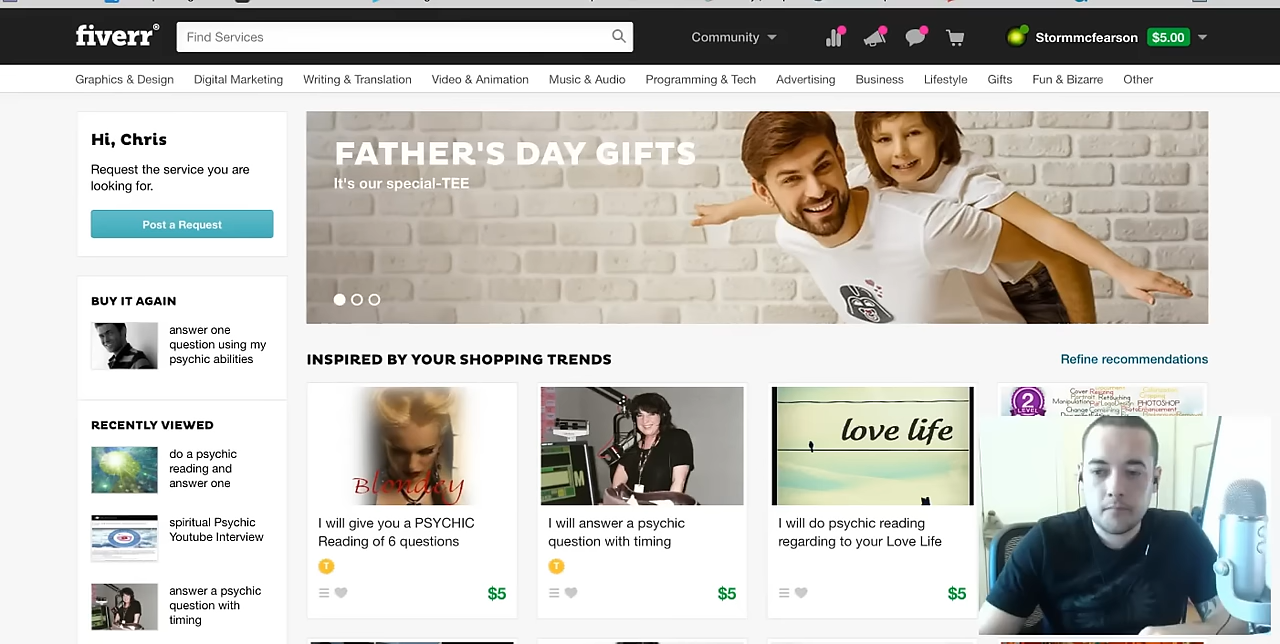 fiverr®
Find Services
Community
Stormmcfearson
$5.00
Graphics & Design
Digital Marketing
Writing & Translation
Video & Animation
Music & Audio
Programming & Tech
Advertising
Business
Lifestyle
Gifts
Fun & Bizarre
Other
Hi, Chris
Request the service you are
looking for.
Post a Request
BUY IT AGAIN
answer one
question using my
psychic abilities
RECENTLY VIEWED
do a psychic
reading and
answer one
spiritual Psychic
Youtube Interview
answer a psychic
question with
timing
FATHER'S DAY GIFTS
It's our special-TEE
INSPIRED BY YOUR SHOPPING TRENDS
Refine recommendations
Blondey
I will give you a PSYCHIC
Reading of 6 questions
T
$5
I will answer a psychic
question with timing
T
$5
love life
I will do psychic reading
regarding to your Love Life
$5
2
LEVEL
PHOTOSHOP